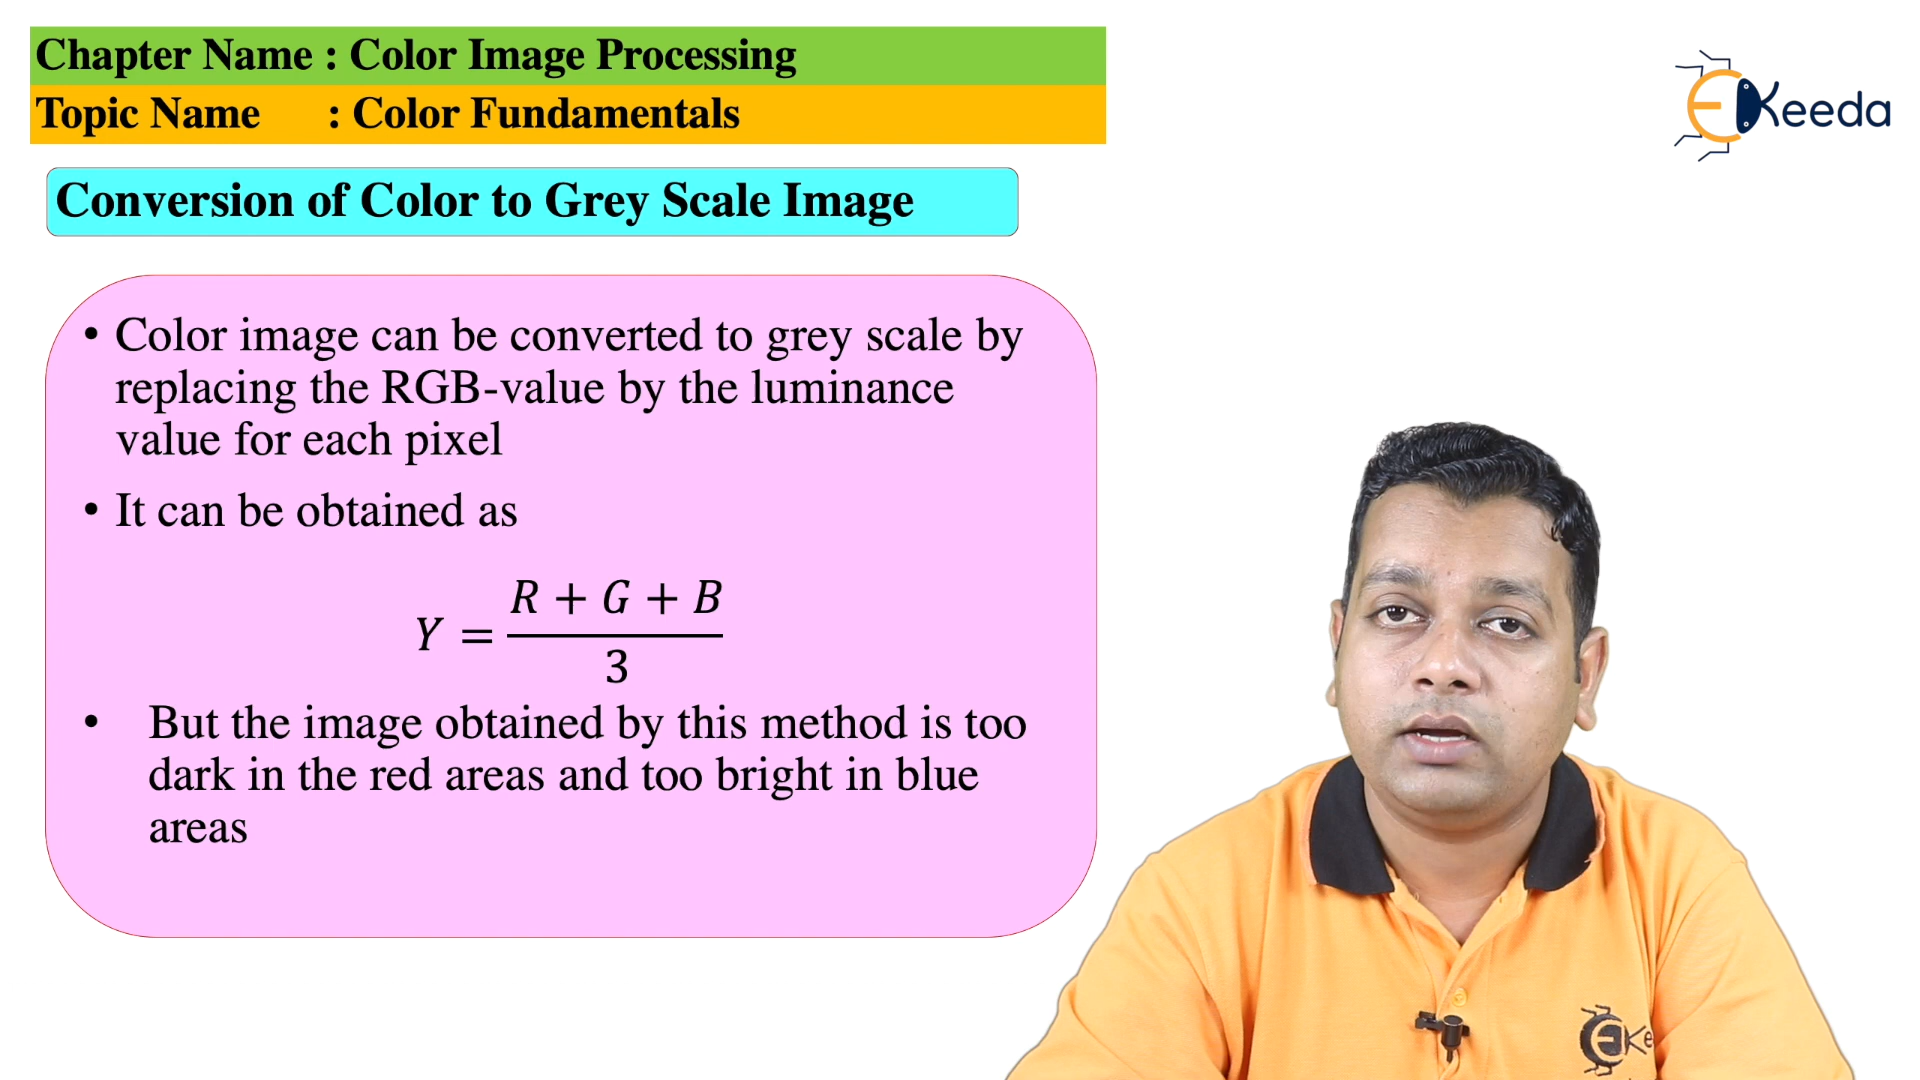 Chapter Name : Color Image Processing
Topic Name : Color Fundamentals
EKeeda
Conversion of Color to Grey Scale Image
• Color image can be converted to grey scale by
replacing the RGB-value by the luminance
value for each pixel
• It can be obtained as
Y = (R + G + B) / 3
• But the image obtained by this method is too
dark in the red areas and too bright in blue
areas
EKe